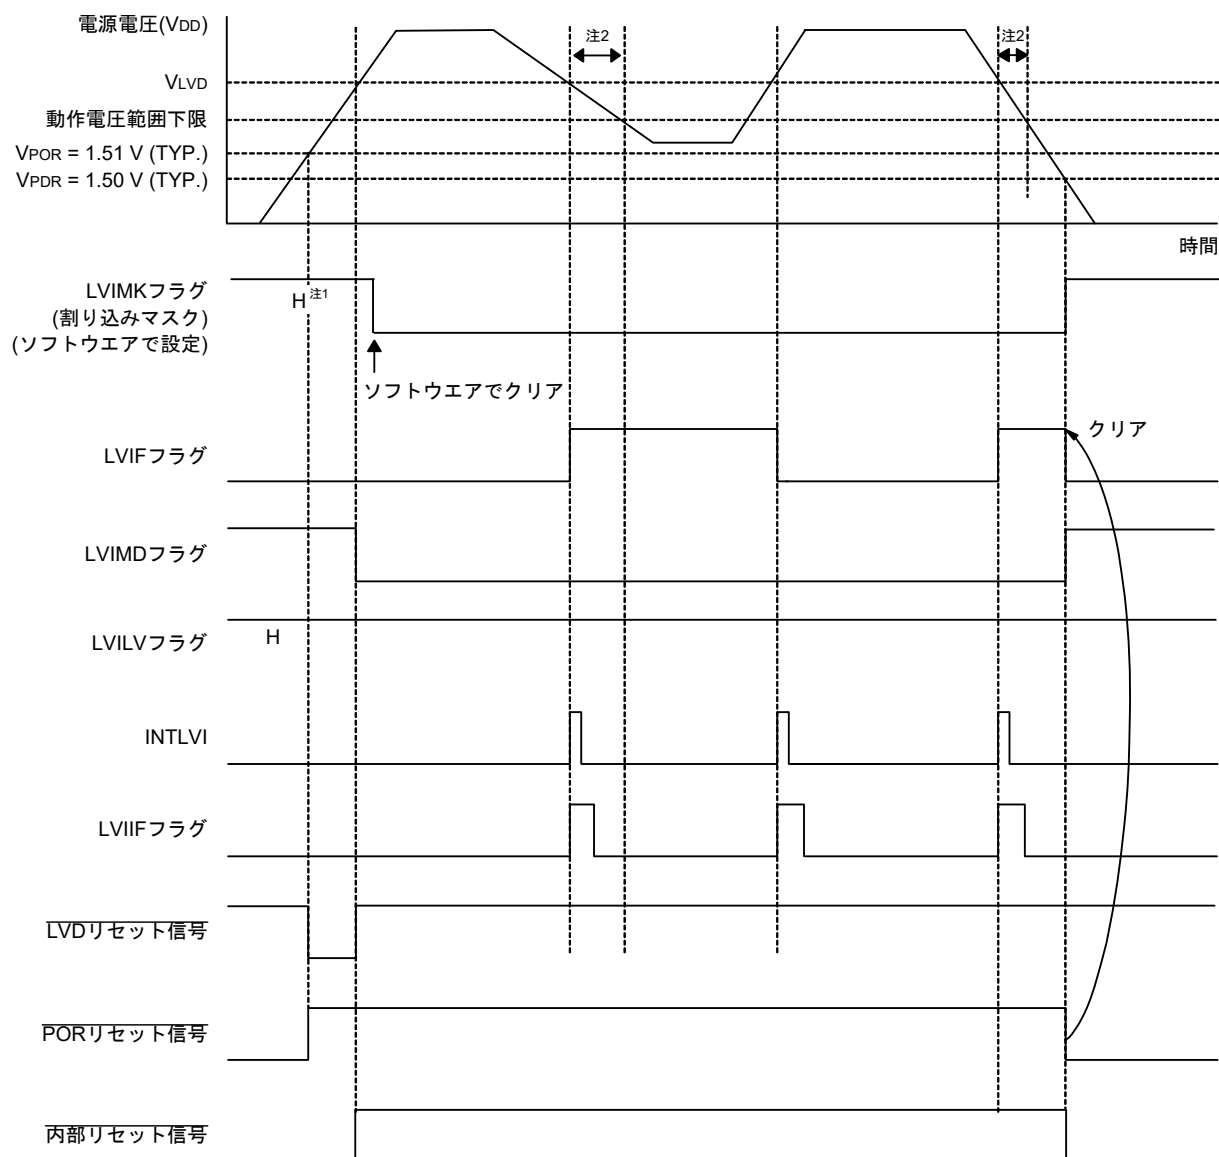 電源電圧(VDD)
注2
注2
VLVD
動作電圧範囲下限
VPOR = 1.51 V (TYP.)
VPDR = 1.50 V (TYP.)
時間
LVIMKフラグ
(割り込みマスク)
(ソフトウエアで設定)
H 注1
ソフトウエアでクリア
LVIFフラグ
クリア
LVIMDフラグ
LVILVフラグ
H
INTLVI
LVIIFフラグ
LVDリセット信号
PORリセット信号
内部リセット信号